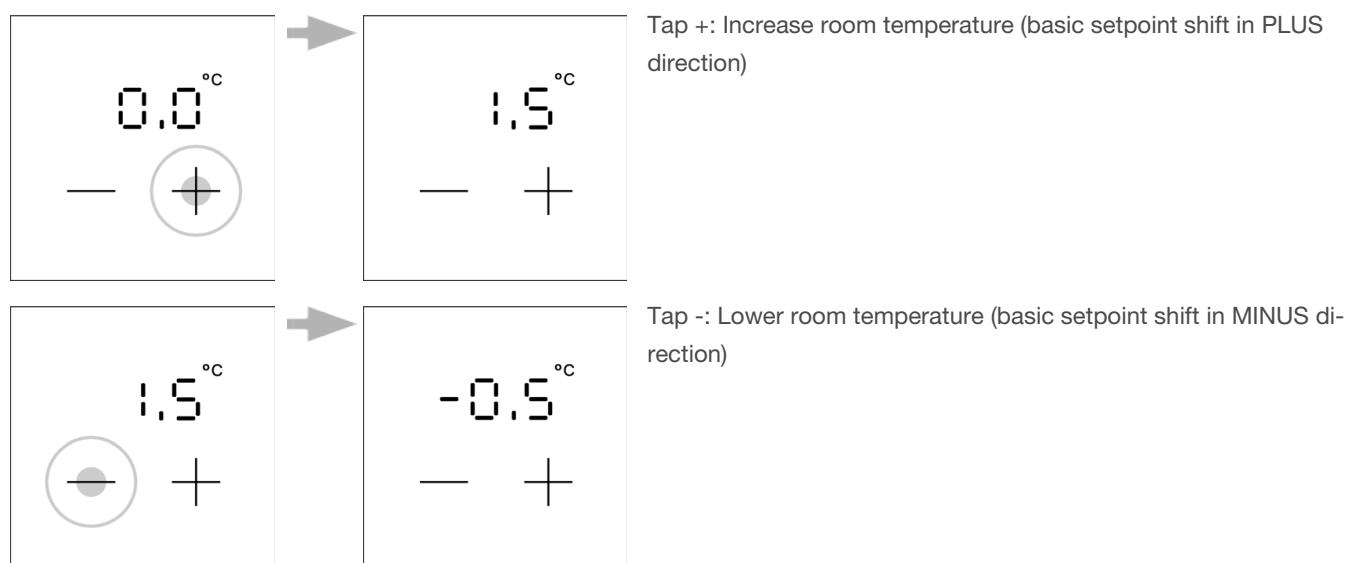 0.0 °C
1.5 °C
Tap +: Increase room temperature (basic setpoint shift in PLUS
direction)
1.5 °C
-0.5 °C
Tap -: Lower room temperature (basic setpoint shift in MINUS di-
rection)